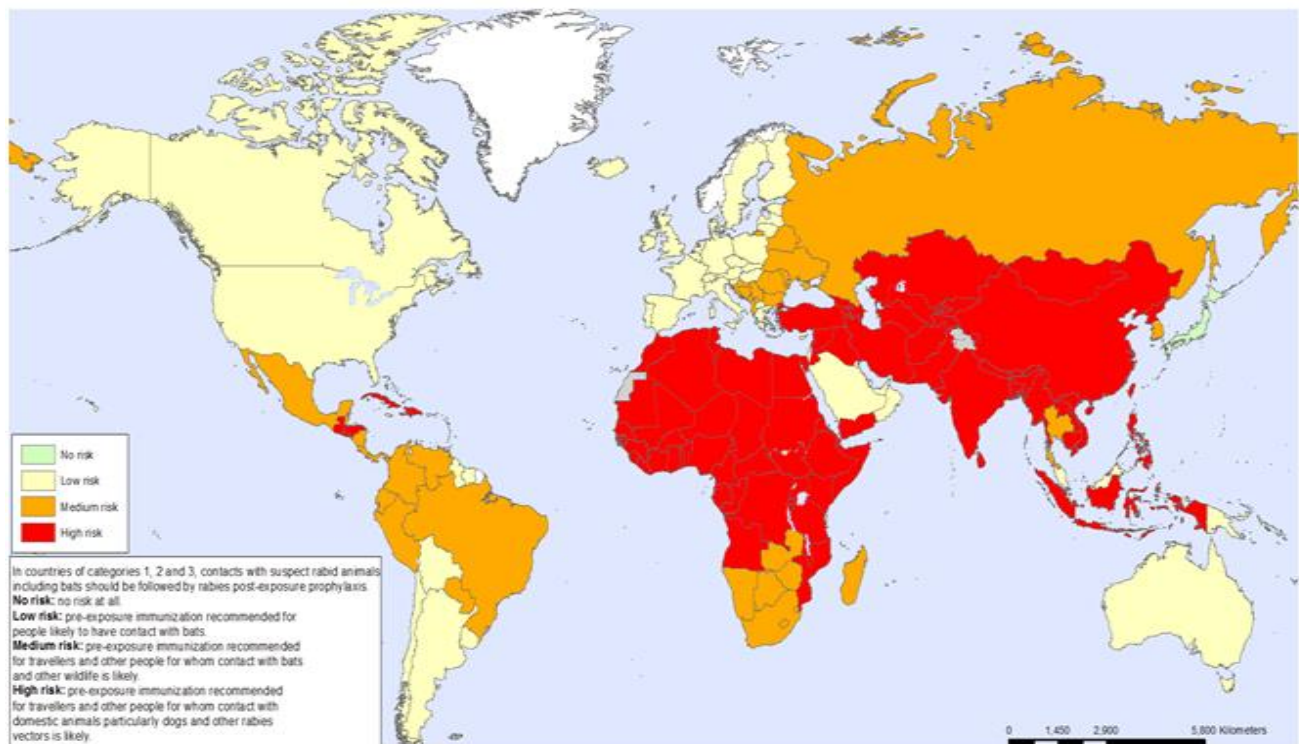 No risk
Low risk
Medium risk
High risk
In countries of categories 1, 2 and 3, contacts with suspect rabid animals
including bats should be followed by rabies post-exposure prophylaxis.
No risk: no risk at all.
Low risk: pre-exposure immunization recommended for
people likely to have contact with bats.
Medium risk: pre-exposure immunization recommended
for travellers and other people for whom contact with bats
and other wildlife is likely.
High risk: pre-exposure immunization recommended
for travellers and other people for whom contact with
domestic animals particularly dogs and other rabies
vectors is likely.
0 1,450 2,900 5,800 Kilometers